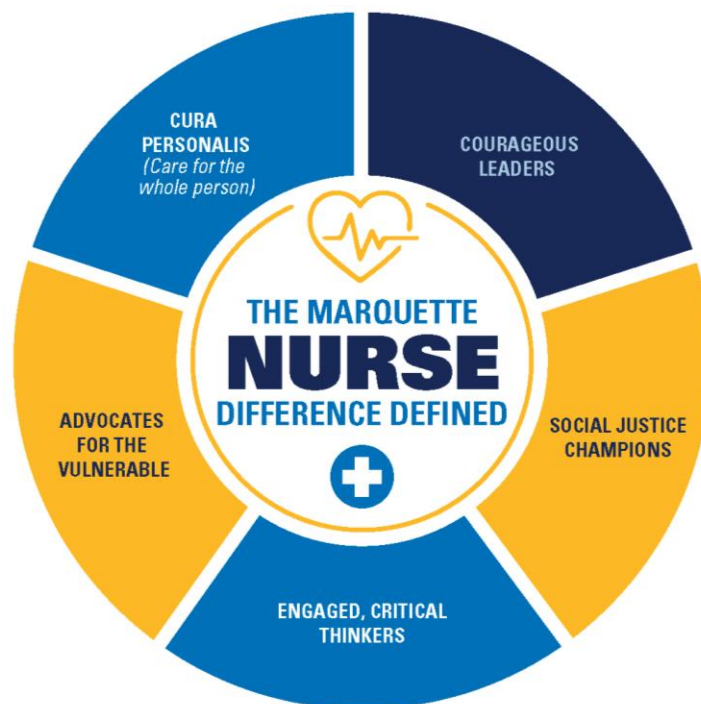 THE MARQUETTE
NURSE
DIFFERENCE DEFINED
CURA
PERSONALIS
(Care for the
whole person)
COURAGEOUS
LEADERS
SOCIAL JUSTICE
CHAMPIONS
ENGAGED, CRITICAL
THINKERS
ADVOCATES
FOR THE
VULNERABLE